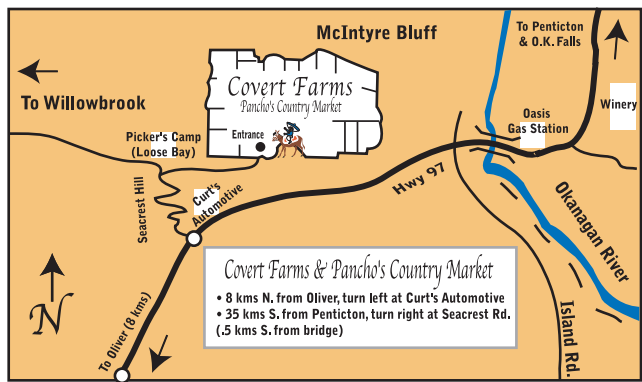 McIntyre Bluff
To Penticton
& O.K. Falls
To Willowbrook
Covert Farms
Pancho's Country Market
Entrance
Picker's Camp
(Loose Bay)
Oasis
Gas Station
Winery
Seacrest Hill
Curt's
Automotive
Hwy 97
Okanagan River
Island Rd.
N
To Oliver (8 kms)
Covert Farms & Pancho's Country Market
• 8 kms N. from Oliver, turn left at Curt's Automotive
• 35 kms S. from Penticton, turn right at Seacrest Rd.
(.5 kms S. from bridge)